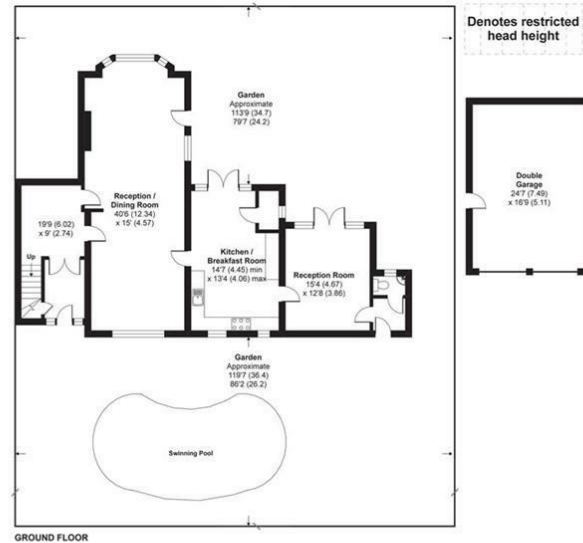 Denotes restricted
head height
Garden
Approximate
113'9 (34.7)
79'7 (24.2)
Double
Garage
24'7 (7.49)
x 16'9 (5.11)
Reception /
Dining Room
40'6 (12.34)
x 15' (4.57)
19'9 (6.02)
x 9' (2.74)
Up
Kitchen /
Breakfast Room
14'7 (4.45) min
x 13'4 (4.06) max
Reception Room
15'4 (4.67)
x 12'8 (3.86)
Garden
Approximate
119'7 (36.4)
86'2 (26.2)
Swinning Pool
GROUND FLOOR